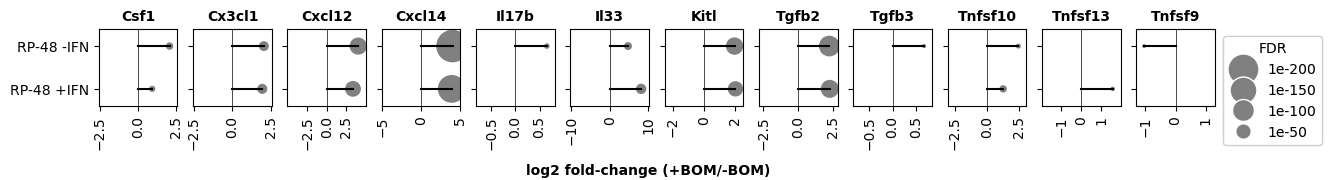 Csf1 Cx3cl1 Cxcl12 Cxcl14 Il17b Il33 Kitl Tgfb2 Tgfb3 Tnfsf10 Tnfsf13 Tnfsf9
RP-48 -IFN
RP-48 +IFN
−2.5 0.0 2.5 −2.5 0.0 2.5 −2.5 0.0 2.5 −5 0 5 −0.5 0.0 0.5 −10 0 10 −2 0 2 −2.5 0.0 2.5 −0.5 0.0 0.5 −2.5 0.0 2.5 −1 0 1 −1 0 1
log2 fold-change (+BOM/-BOM)
FDR
1e-200
1e-150
1e-100
1e-50